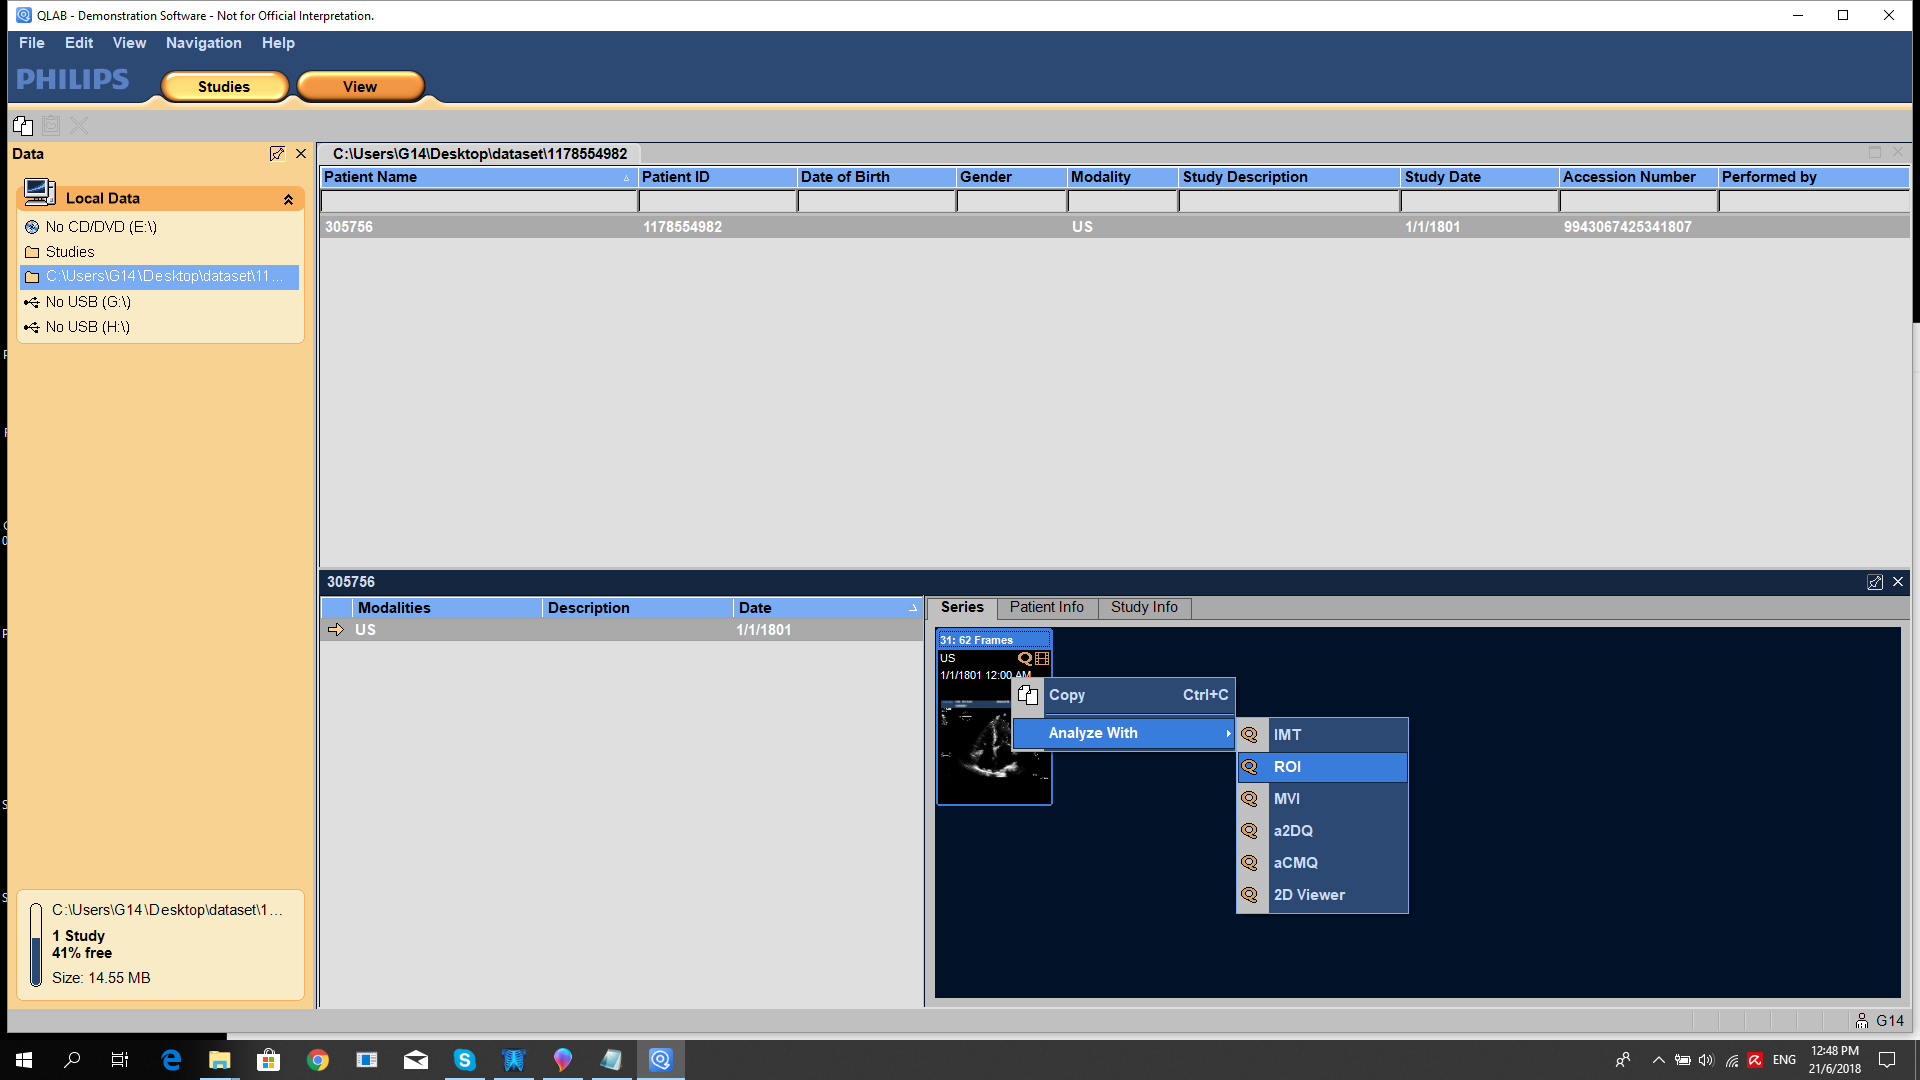 QLAB - Demonstration Software - Not for Official Interpretation.
File Edit View Navigation Help
PHILIPS Studies View
Data
Local Data
No CD/DVD (E:\)
Studies
C:\Users\G14\Desktop\dataset\11...
No USB (G:\)
No USB (H:\)
C:\Users\G14\Desktop\dataset\1...
1 Study
41% free
Size: 14.55 MB
C:\Users\G14\Desktop\dataset\1178554982
Patient Name Patient ID Date of Birth Gender Modality Study Description Study Date Accession Number Performed by
305756 1178554982 US 1/1/1801 9943067425341807
305756
Modalities Description Date
US 1/1/1801
Series Patient Info Study Info
31: 62 Frames
US
1/1/1801 12:00 AM
Copy Ctrl+C
Analyze With
IMT
ROI
MVI
a2DQ
aCMQ
2D Viewer
G14
ENG
12:48 PM
21/6/2018